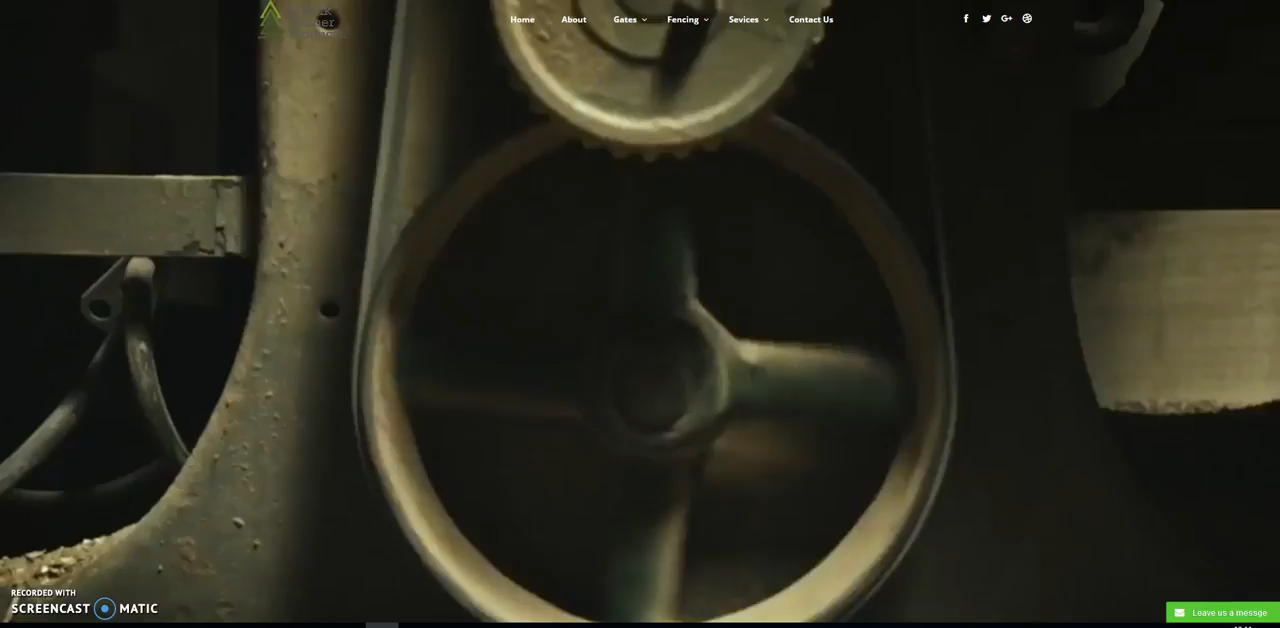 Home
About
Gates
Fencing
Sevices
Contact Us
RECORDED WITH
SCREENCAST MATIC
Leave us a messge